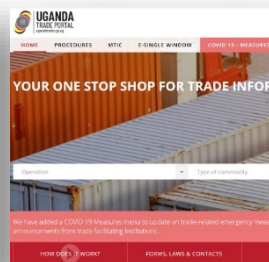 UGANDA
TRADE PORTAL
HOME PROCEDURES MTIC E-SINGLE WINDOW COVID 19 - MEASURES
YOUR ONE STOP SHOP FOR TRADE INFOR
Operation Type of commodity
We have added a COVID-19 Measures menu to update on trade-related emergency meas
announcements from trade facilitating institutions
HOW DOES IT WORK? FORMS, LAWS & CONTACTS